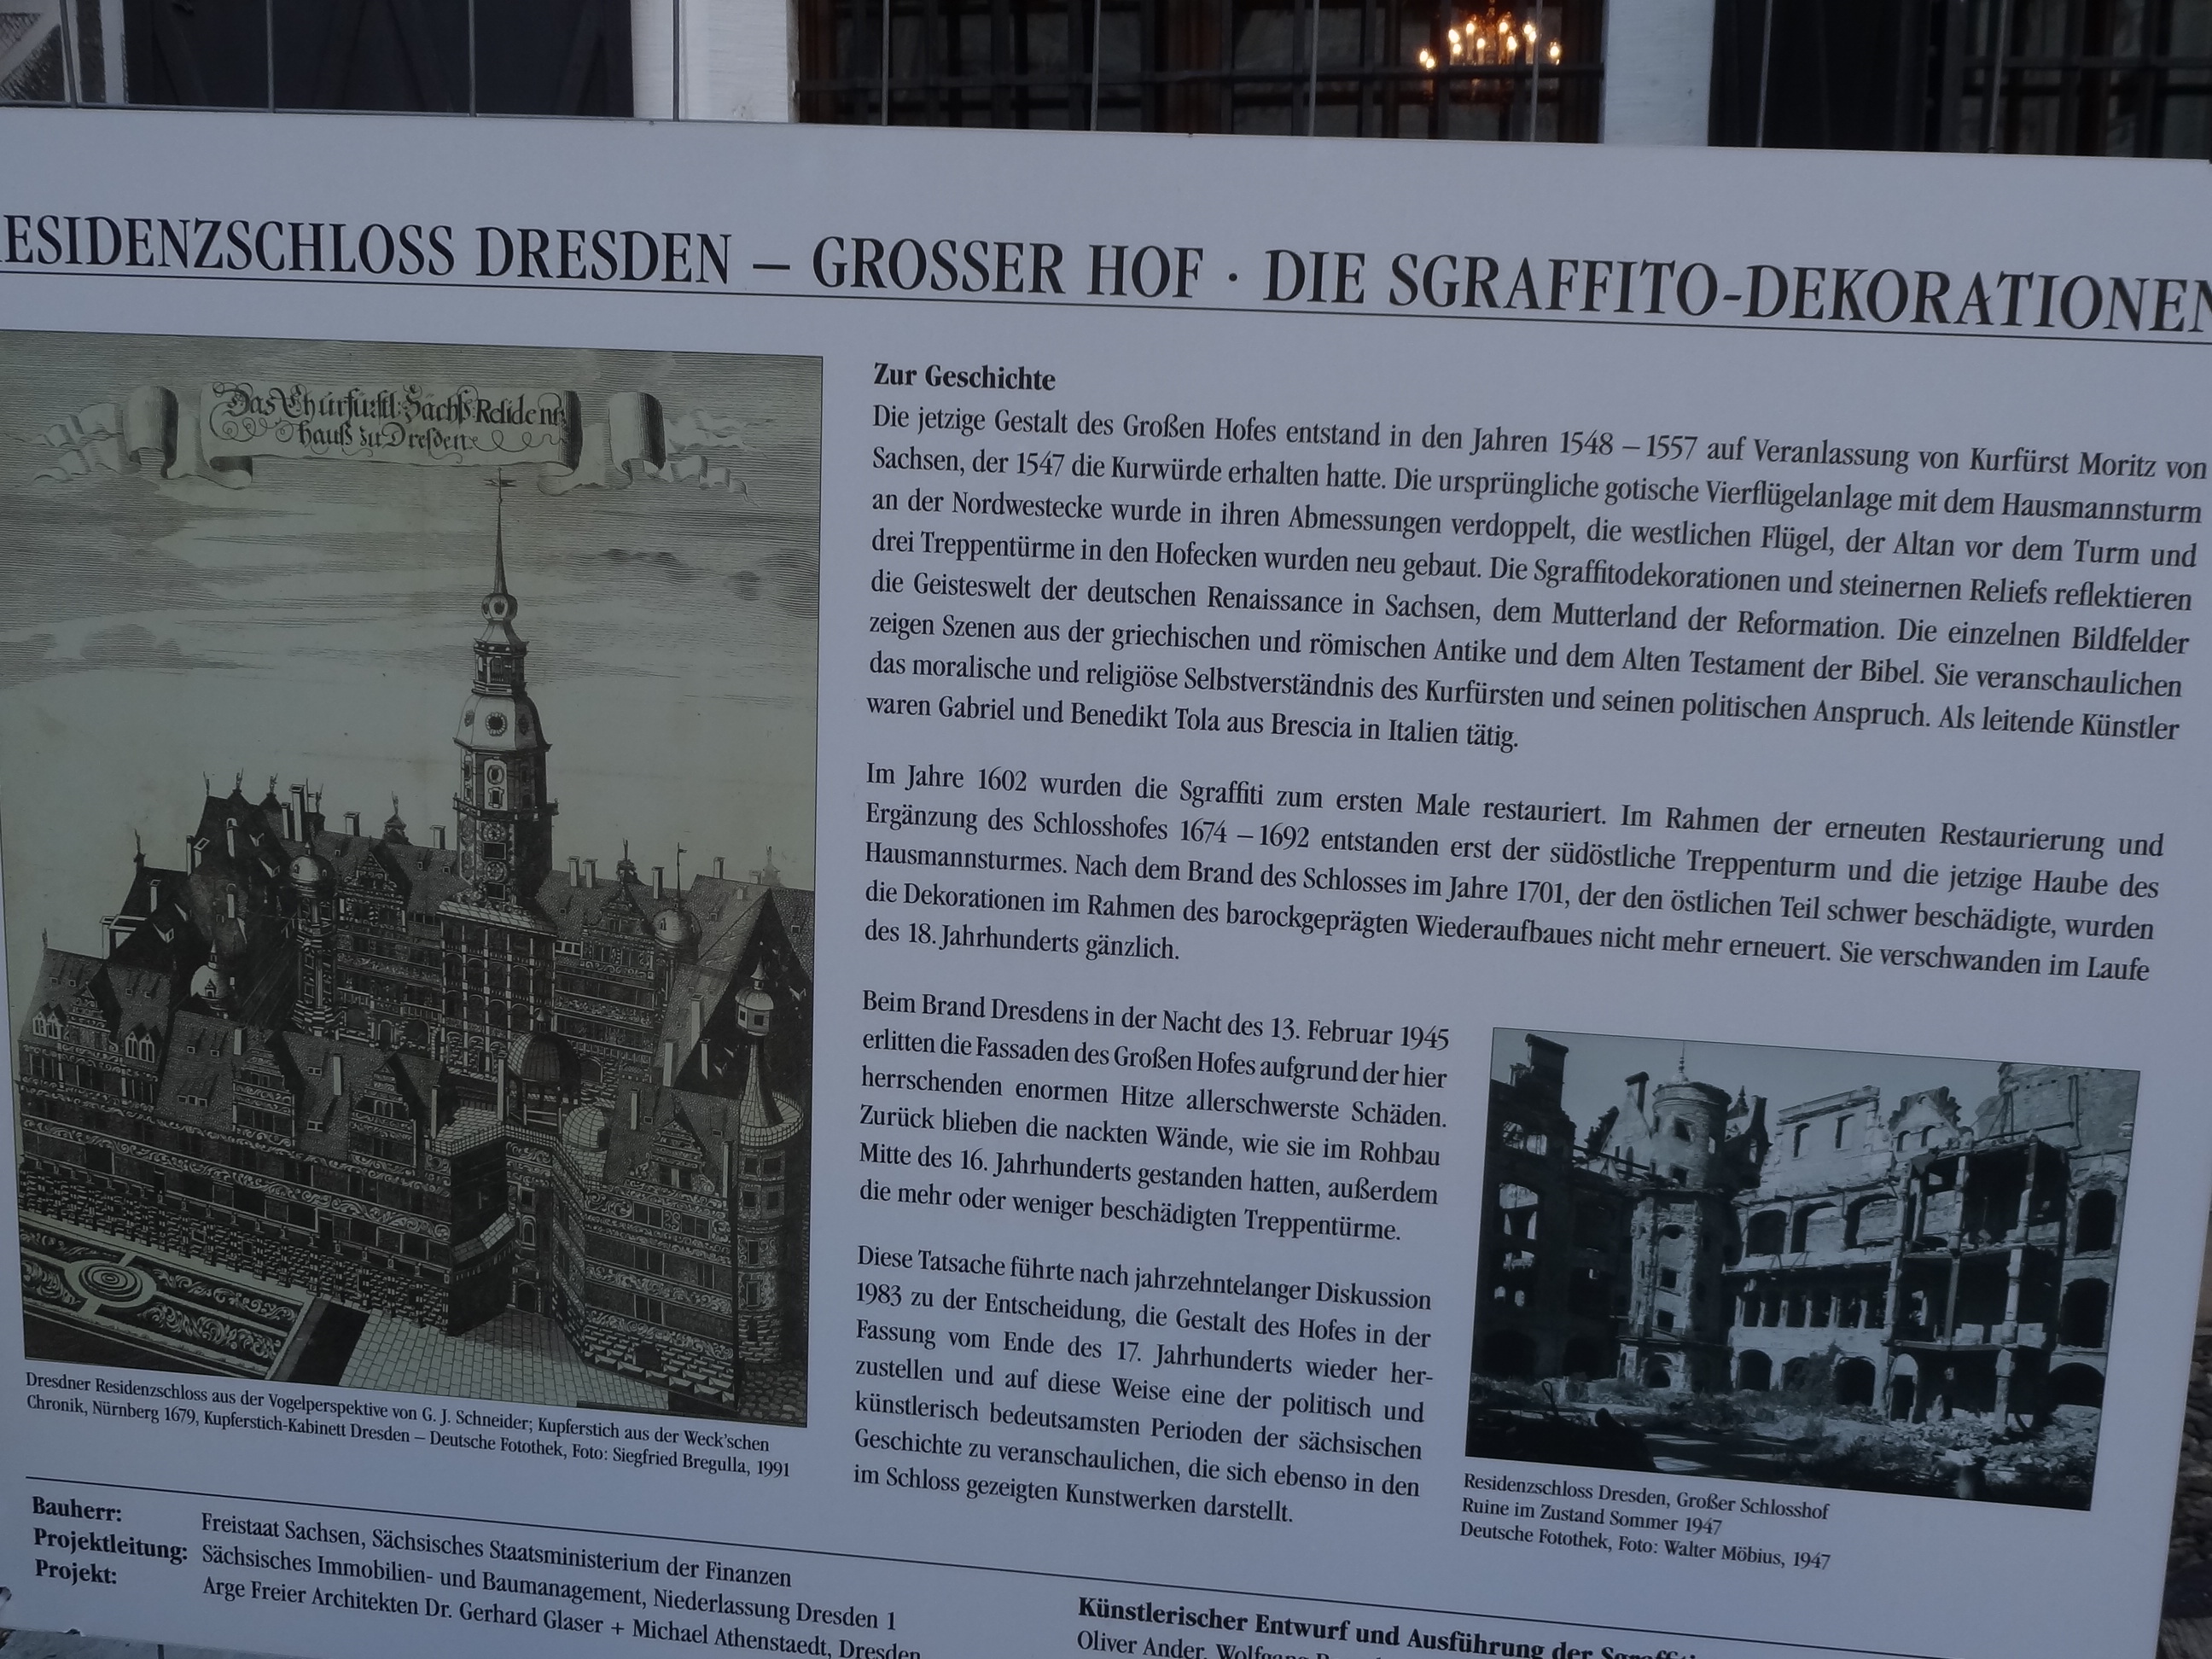 ESIDENZSCHLOSS DRESDEN – GROSSER HOF · DIE SGRAFFITO-DEKORATIONEN
Das Churfürstl: Sächs: Residentz
hauß zu Dresden
Dresdner Residenzschloss aus der Vogelperspektive von G. J. Schneider; Kupferstich aus der Weck'schen
Chronik, Nürnberg 1679, Kupferstich-Kabinett Dresden – Deutsche Fotothek, Foto: Siegfried Bregulla, 1991
Zur Geschichte
Die jetzige Gestalt des Großen Hofes entstand in den Jahren 1548 – 1557 auf Veranlassung von Kurfürst Moritz von
Sachsen, der 1547 die Kurwürde erhalten hatte. Die ursprüngliche gotische Vierflügelanlage mit dem Hausmannsturm
an der Nordwestecke wurde in ihren Abmessungen verdoppelt, die westlichen Flügel, der Altan vor dem Turm und
drei Treppentürme in den Hofecken wurden neu gebaut. Die Sgraffitodekorationen und steinernen Reliefs reflektieren
die Geisteswelt der deutschen Renaissance in Sachsen, dem Mutterland der Reformation. Die einzelnen Bildfelder
zeigen Szenen aus der griechischen und römischen Antike und dem Alten Testament der Bibel. Sie veranschaulichen
das moralische und religiöse Selbstverständnis des Kurfürsten und seinen politischen Anspruch. Als leitende Künstler
waren Gabriel und Benedikt Tola aus Brescia in Italien tätig.
Im Jahre 1602 wurden die Sgraffiti zum ersten Male restauriert. Im Rahmen der erneuten Restaurierung und
Ergänzung des Schlosshofes 1674 – 1692 entstanden erst der südöstliche Treppenturm und die jetzige Haube des
Hausmannsturmes. Nach dem Brand des Schlosses im Jahre 1701, der den östlichen Teil schwer beschädigte, wurden
die Dekorationen im Rahmen des barockgeprägten Wiederaufbaues nicht mehr erneuert. Sie verschwanden im Laufe
des 18. Jahrhunderts gänzlich.
Beim Brand Dresdens in der Nacht des 13. Februar 1945
erlitten die Fassaden des Großen Hofes aufgrund der hier
herrschenden enormen Hitze allerschwerste Schäden.
Zurück blieben die nackten Wände, wie sie im Rohbau
Mitte des 16. Jahrhunderts gestanden hatten, außerdem
die mehr oder weniger beschädigten Treppentürme.
Diese Tatsache führte nach jahrzehntelanger Diskussion
1983 zu der Entscheidung, die Gestalt des Hofes in der
Fassung vom Ende des 17. Jahrhunderts wieder her-
zustellen und auf diese Weise eine der politisch und
künstlerisch bedeutsamsten Perioden der sächsischen
Geschichte zu veranschaulichen, die sich ebenso in den
im Schloss gezeigten Kunstwerken darstellt.
Residenzschloss Dresden, Großer Schlosshof
Ruine im Zustand Sommer 1947
Deutsche Fotothek, Foto: Walter Möbius, 1947
Bauherr: Freistaat Sachsen, Sächsisches Staatsministerium der Finanzen
Projektleitung: Sächsisches Immobilien- und Baumanagement, Niederlassung Dresden 1
Projekt: Arge Freier Architekten Dr. Gerhard Glaser + Michael Athenstaedt, Dresden
Künstlerischer Entwurf und Ausführung der
Oliver Ander, Wolfgang